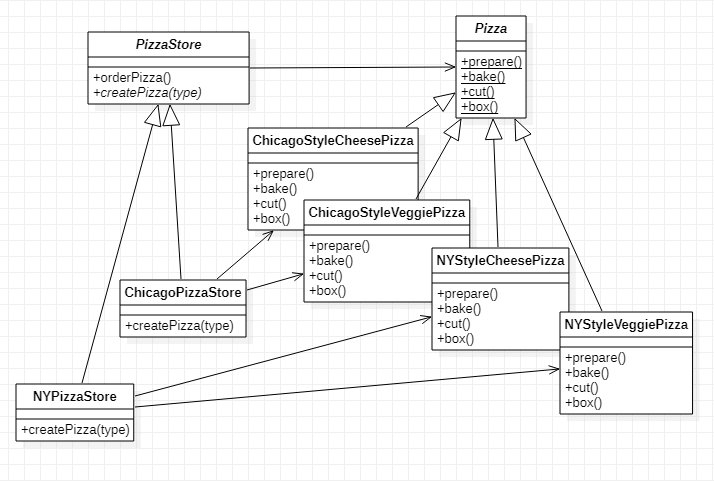 PizzaStore
+orderPizza()
+createPizza(type)
Pizza
+prepare()
+bake()
+cut()
+box()
ChicagoStyleCheesePizza
+prepare()
+bake()
+cut()
+box()
ChicagoStyleVeggiePizza
+prepare()
+bake()
+cut()
+box()
NYStyleCheesePizza
+prepare()
+bake()
+cut()
+box()
ChicagoPizzaStore
+createPizza(type)
NYStyleVeggiePizza
+prepare()
+bake()
+cut()
+box()
NYPizzaStore
+createPizza(type)